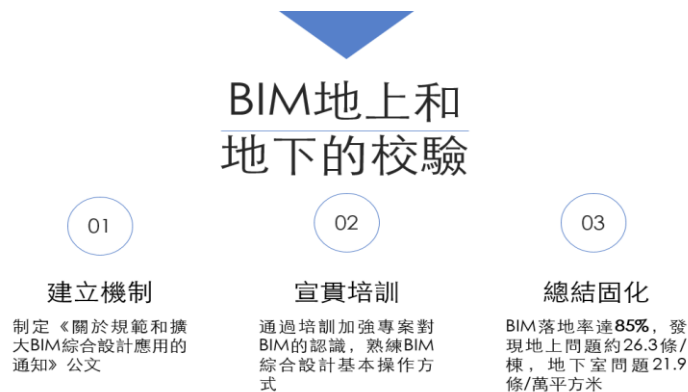 BIM地上和
地下的校驗
01
建立機制
制定《關於規範和擴
大BIM綜合設計應用的
通知》公文
02
宣貫培訓
通過培訓加強專案對
BIM的認識，熟練BIM
綜合設計基本操作方
式
03
總結固化
BIM落地率達85%，發
現地上問題約26.3條/
棟，地下室問題21.9
條/萬平方米